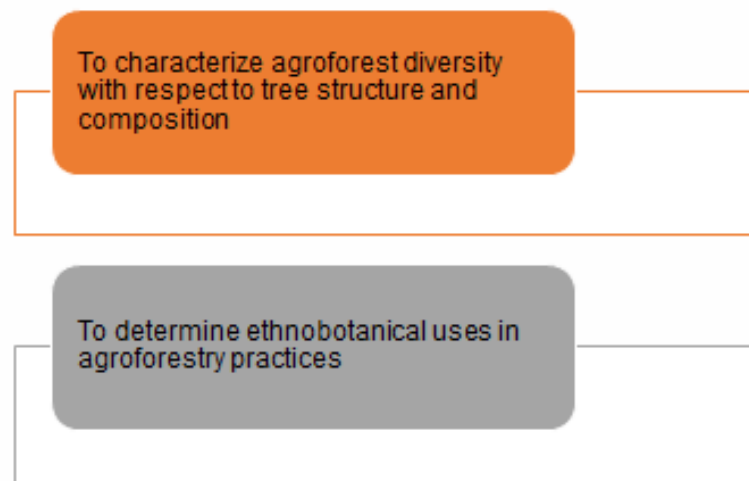 To characterize agroforest diversity
with respect to tree structure and
composition
To determine ethnobotanical uses in
agroforestry practices